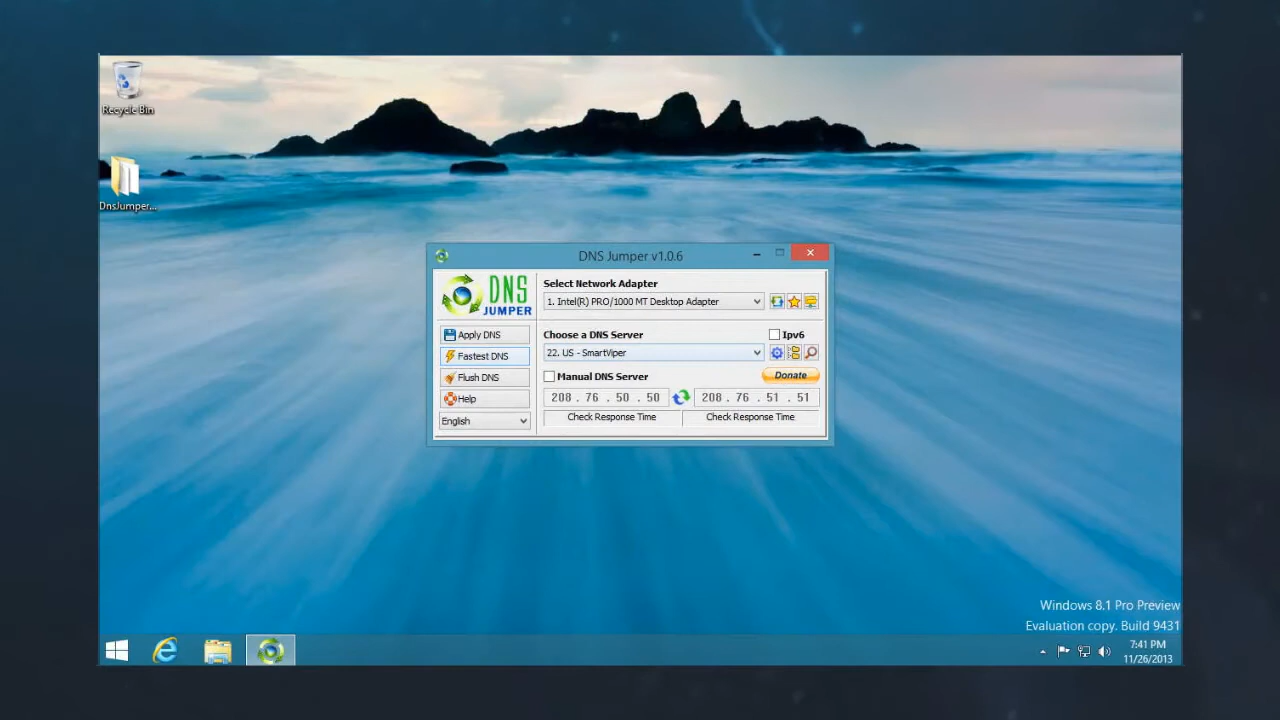 Recycle Bin
DnsJumper...
DNS Jumper v1.0.6
DNS
JUMPER
Select Network Adapter
1. Intel(R) PRO/1000 MT Desktop Adapter
Apply DNS
Fastest DNS
Flush DNS
Help
English
Choose a DNS Server
Ipv6
22. US - SmartViper
Manual DNS Server
Donate
208 . 76 . 50 . 50
208 . 76 . 51 . 51
Check Response Time
Check Response Time
Windows 8.1 Pro Preview
Evaluation copy. Build 9431
7:41 PM
11/26/2013